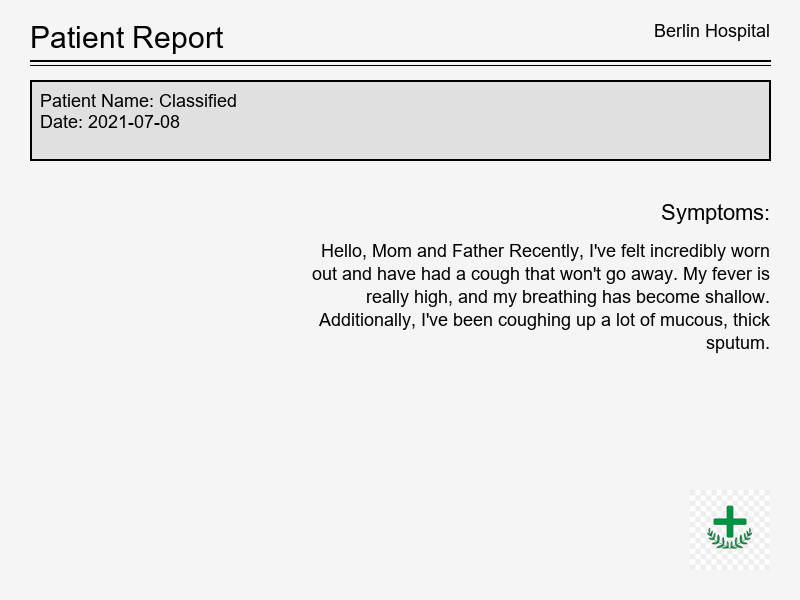 Patient Report
Berlin Hospital
Patient Name: Classified
Date: 2021-07-08
Symptoms:
Hello, Mom and Father Recently, I've felt incredibly worn
out and have had a cough that won't go away. My fever is
really high, and my breathing has become shallow.
Additionally, I've been coughing up a lot of mucous, thick
sputum.